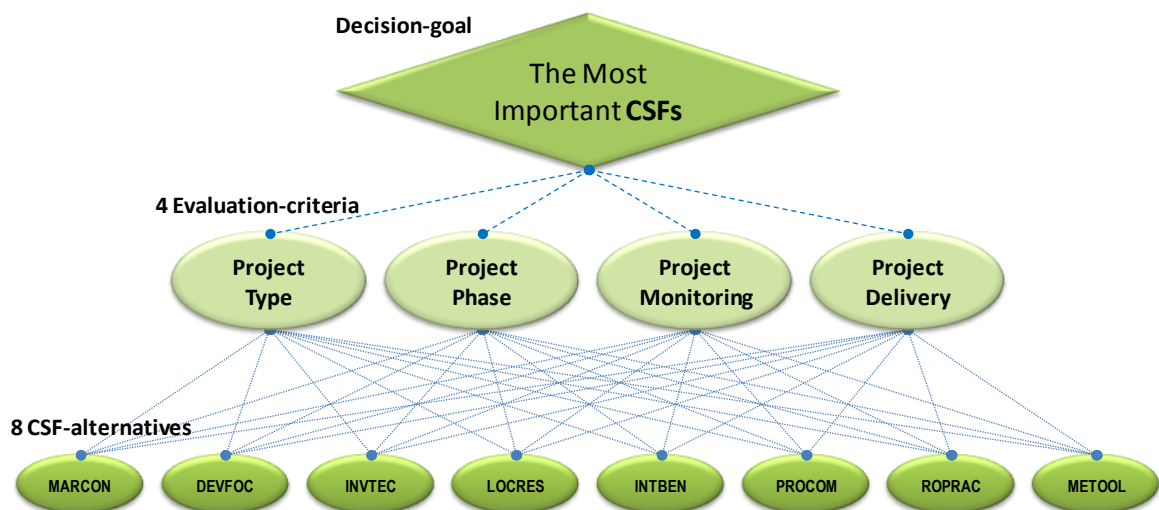 Decision-goal
The Most
Important CSFs
4 Evaluation-criteria
Project
Type
Project
Phase
Project
Monitoring
Project
Delivery
8 CSF-alternatives
MARCON
DEVFOC
INVTEC
LOCRES
INTBEN
PROCOM
ROPRAC
METOOL